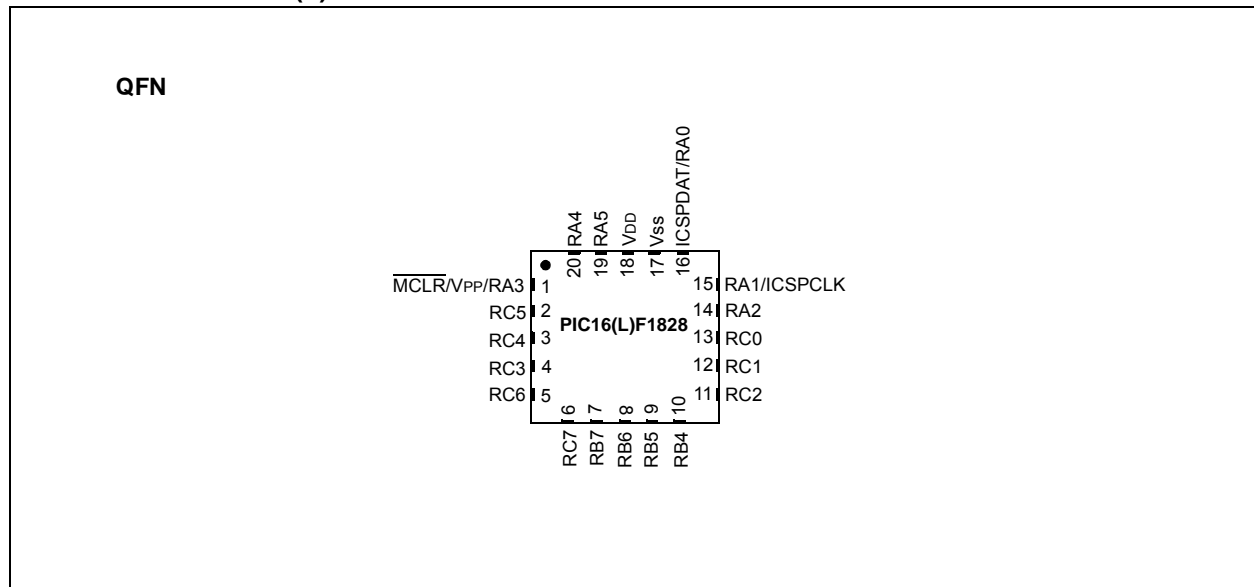 QFN
ICSPDAT/RA0
RA4
RA5
VDD
Vss
20
19
18
17
16
MCLR/VPP/RA3
1
15
RA1/ICSPCLK
RC5
2
PIC16(L)F1828
14
RA2
RC4
3
13
RC0
RC3
4
12
RC1
RC6
5
11
RC2
6
7
8
9
10
RC7
RB7
RB6
RB5
RB4